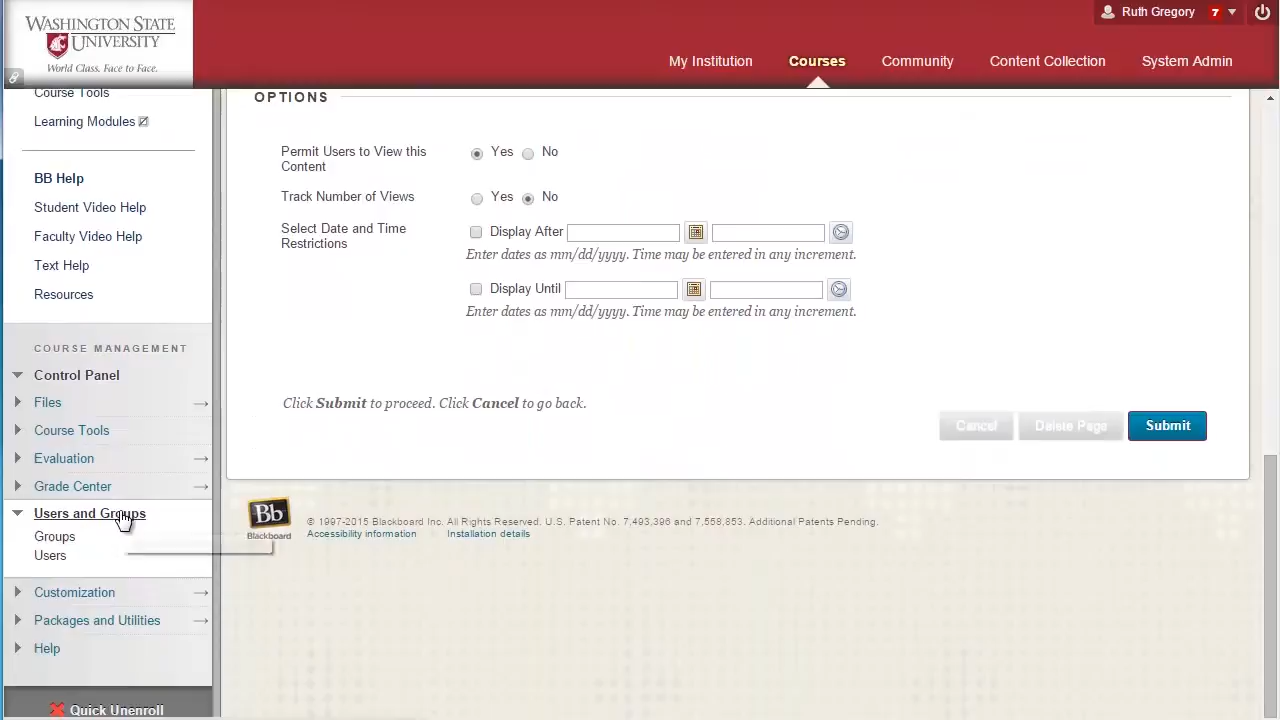 WASHINGTON STATE
UNIVERSITY
World Class. Face to Face.
Ruth Gregory 7
My Institution Courses Community Content Collection System Admin
Course Tools
Learning Modules
BB Help
Student Video Help
Faculty Video Help
Text Help
Resources
COURSE MANAGEMENT
Control Panel
Files
Course Tools
Evaluation
Grade Center
Users and Groups
Groups
Users
Customization
Packages and Utilities
Help
Quick Unenroll
OPTIONS
Permit Users to View this
Content
Yes No
Track Number of Views
Yes No
Select Date and Time
Restrictions
Display After
Enter dates as mm/dd/yyyy. Time may be entered in any increment.
Display Until
Enter dates as mm/dd/yyyy. Time may be entered in any increment.
Click Submit to proceed. Click Cancel to go back.
Cancel Delete Page Submit
Bb
Blackboard
© 1997-2015 Blackboard Inc. All Rights Reserved. U.S. Patent No. 7,493,396 and 7,558,853. Additional Patents Pending.
Accessibility information Installation details